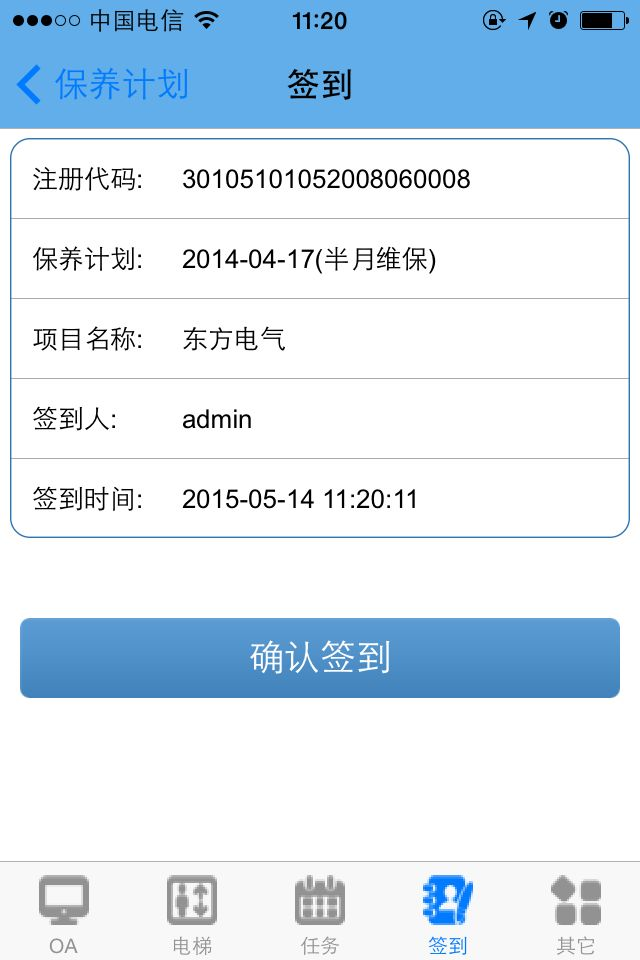 中国电信 11:20
保养计划 签到
注册代码: 30105101052008060008
保养计划: 2014-04-17(半月维保)
项目名称: 东方电气
签到人: admin
签到时间: 2015-05-14 11:20:11
确认签到
OA 电梯 任务 签到 其它